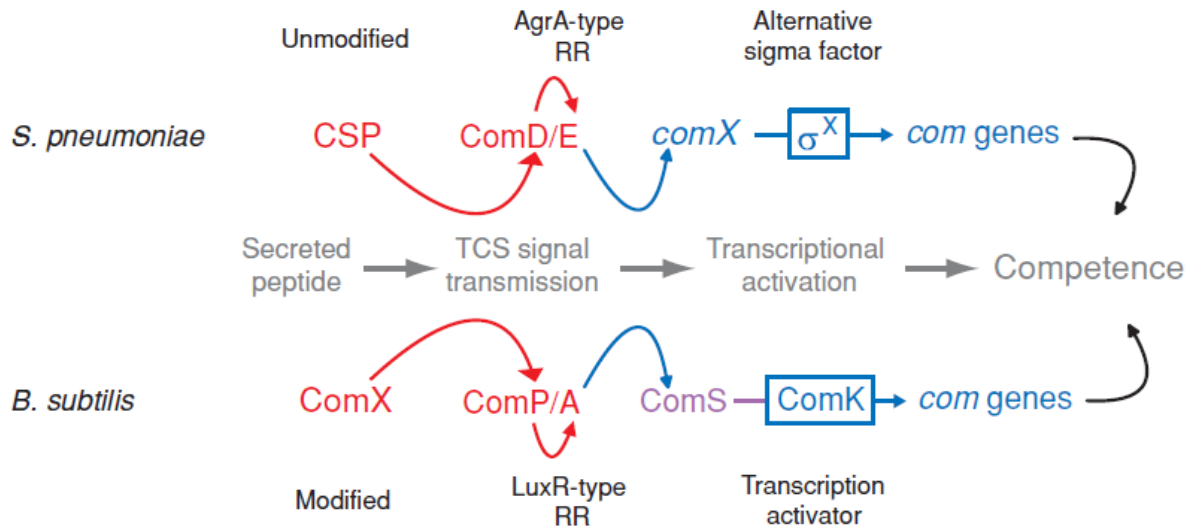 Unmodified
AgrA-type
RR
Alternative
sigma factor
S. pneumoniae
CSP
ComD/E
comX
σX
com genes
Secreted
peptide
TCS signal
transmission
Transcriptional
activation
Competence
B. subtilis
ComX
ComP/A
ComS
ComK
com genes
Modified
LuxR-type
RR
Transcription
activator